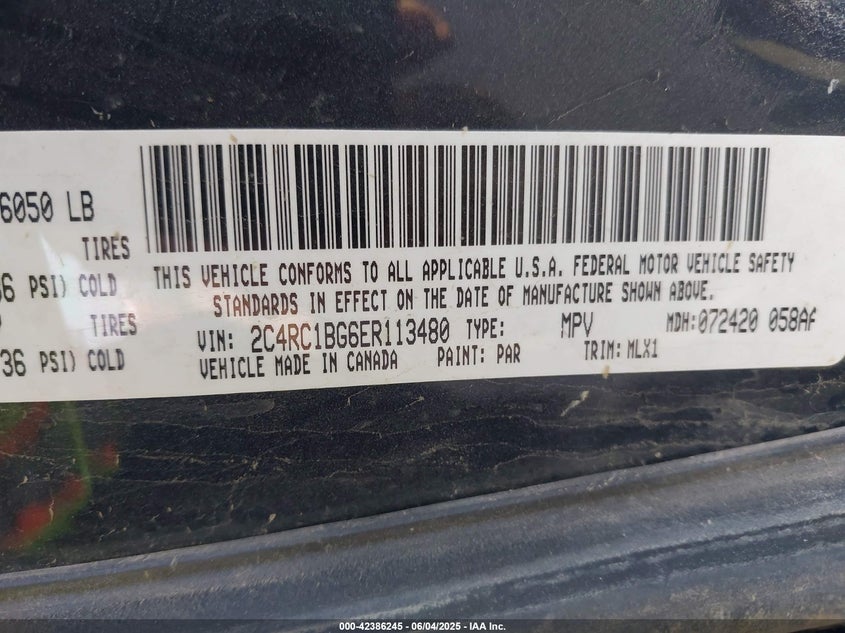 6050 LB
TIRES
36 PSI) COLD
TIRES
36 PSI) COLD
THIS VEHICLE CONFORMS TO ALL APPLICABLE U.S.A. FEDERAL MOTOR VEHICLE SAFETY
STANDARDS IN EFFECT ON THE DATE OF MANUFACTURE SHOWN ABOVE.
VIN: 2C4RC1BG6ER113480 TYPE: MPV MDH:072420 058AF
VEHICLE MADE IN CANADA PAINT: PAR TRIM: MLX1
000-42386245 - 06/04/2025 - IAA Inc.